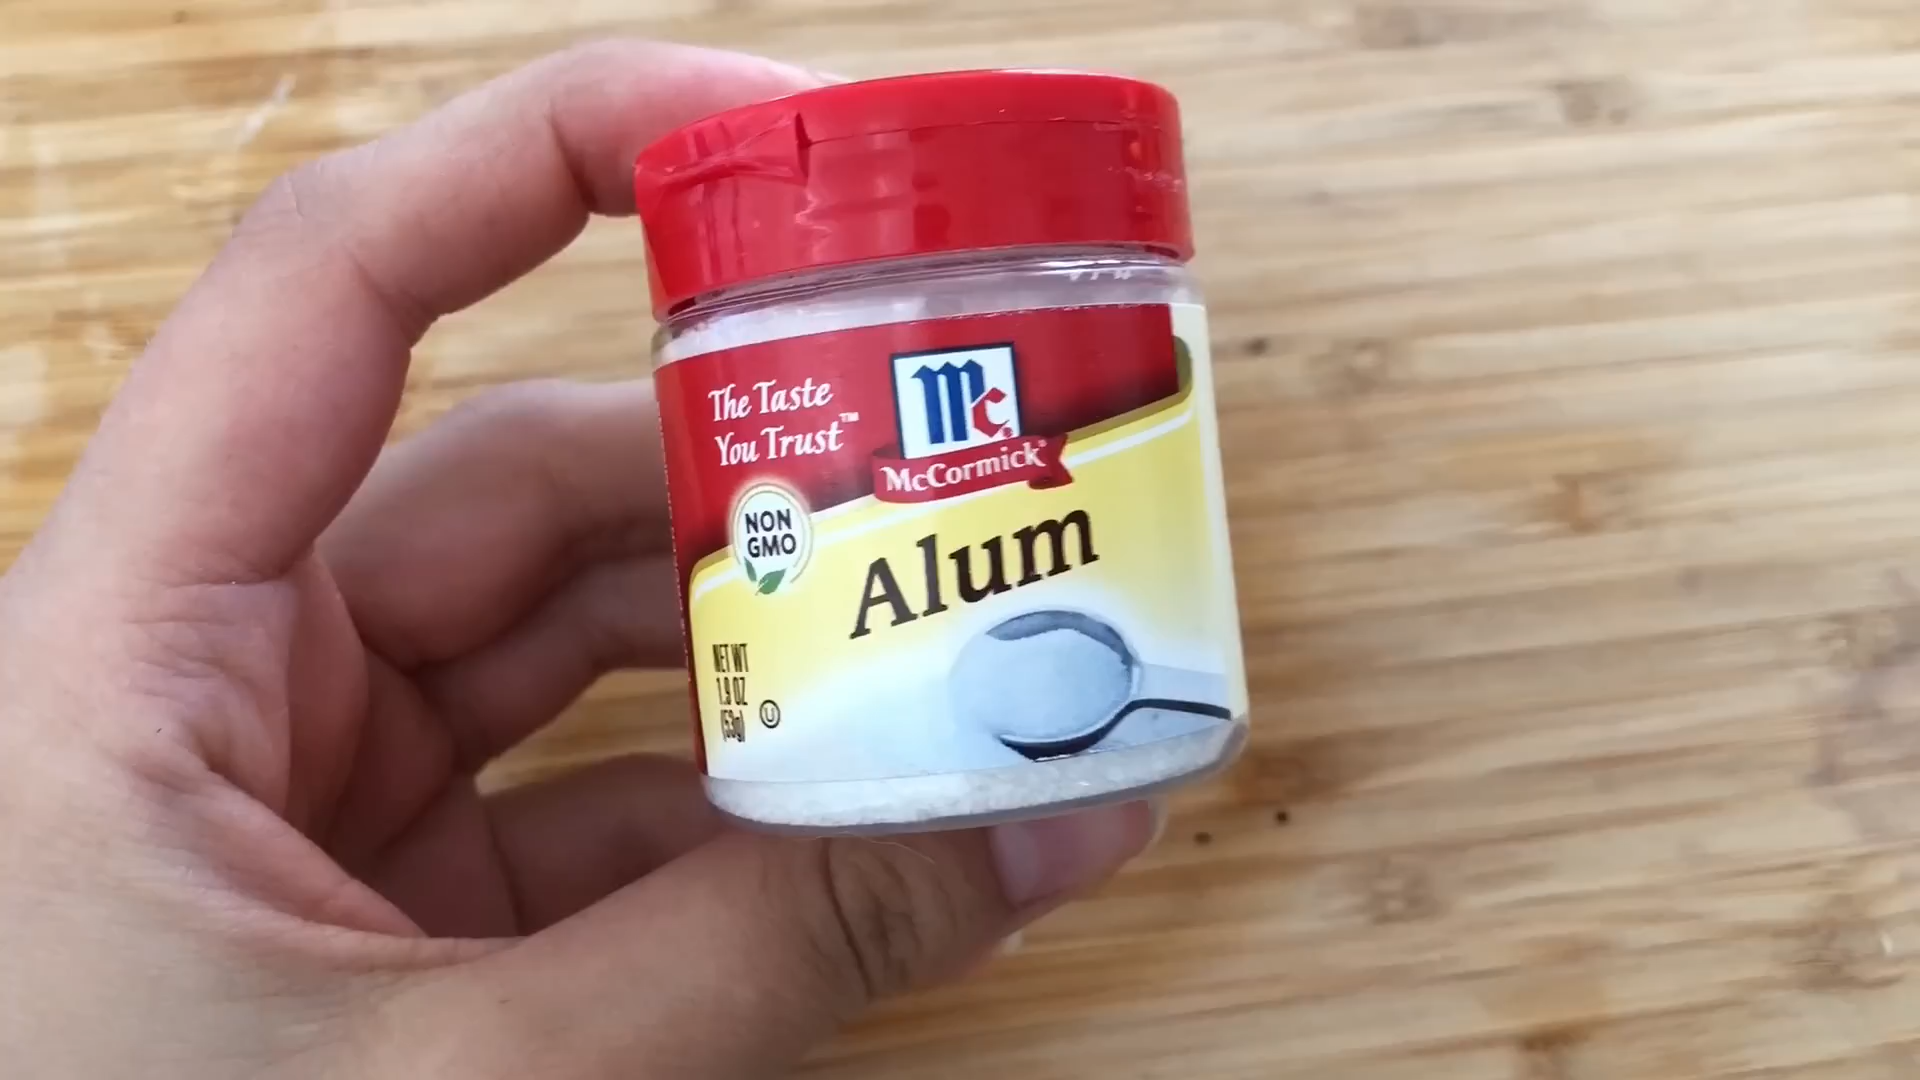 The Taste
You Trust™
Mc®
McCormick®
NON
GMO
Alum
NET WT
1.9 OZ
(53g)
U